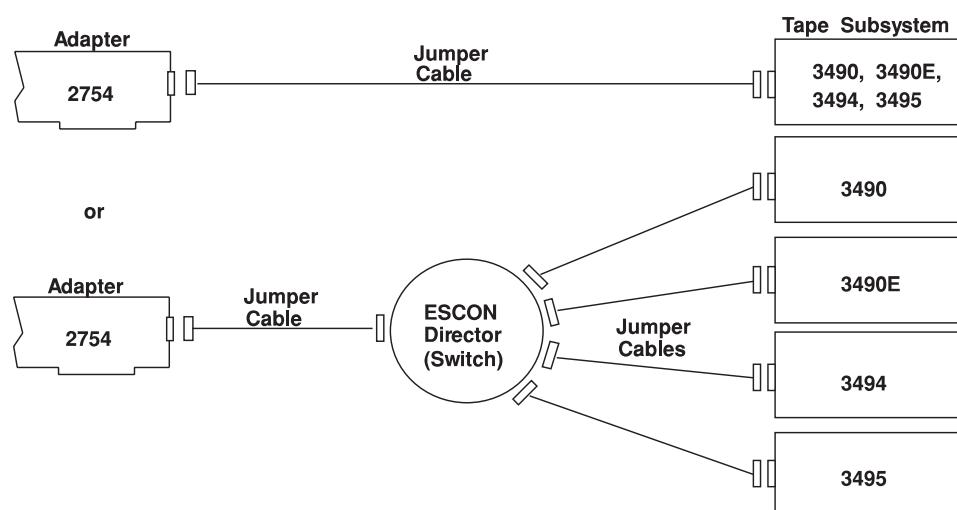 Tape Subsystem
Adapter
Jumper
Cable
2754
3490, 3490E,
3494, 3495
3490
or
3490E
Adapter
Jumper
Cable
2754
ESCON
Director
(Switch)
Jumper
Cables
3494
3495